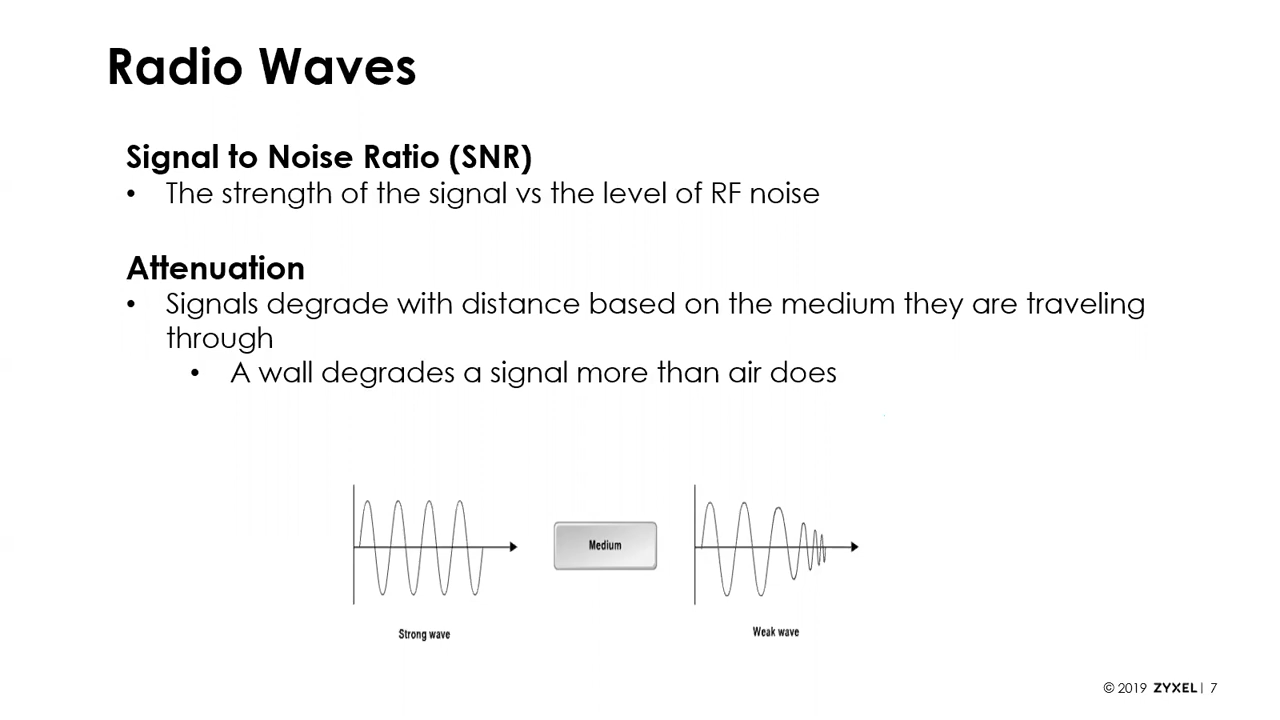 Radio Waves
Signal to Noise Ratio (SNR)
• The strength of the signal vs the level of RF noise
Attenuation
• Signals degrade with distance based on the medium they are traveling
through
• A wall degrades a signal more than air does
Medium
Strong wave
Weak wave
© 2019 ZYXEL | 7